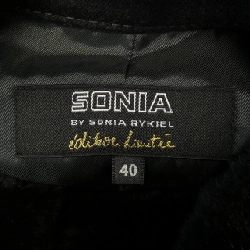 SONIA
BY SONIA RYKIEL
édition limitée
40